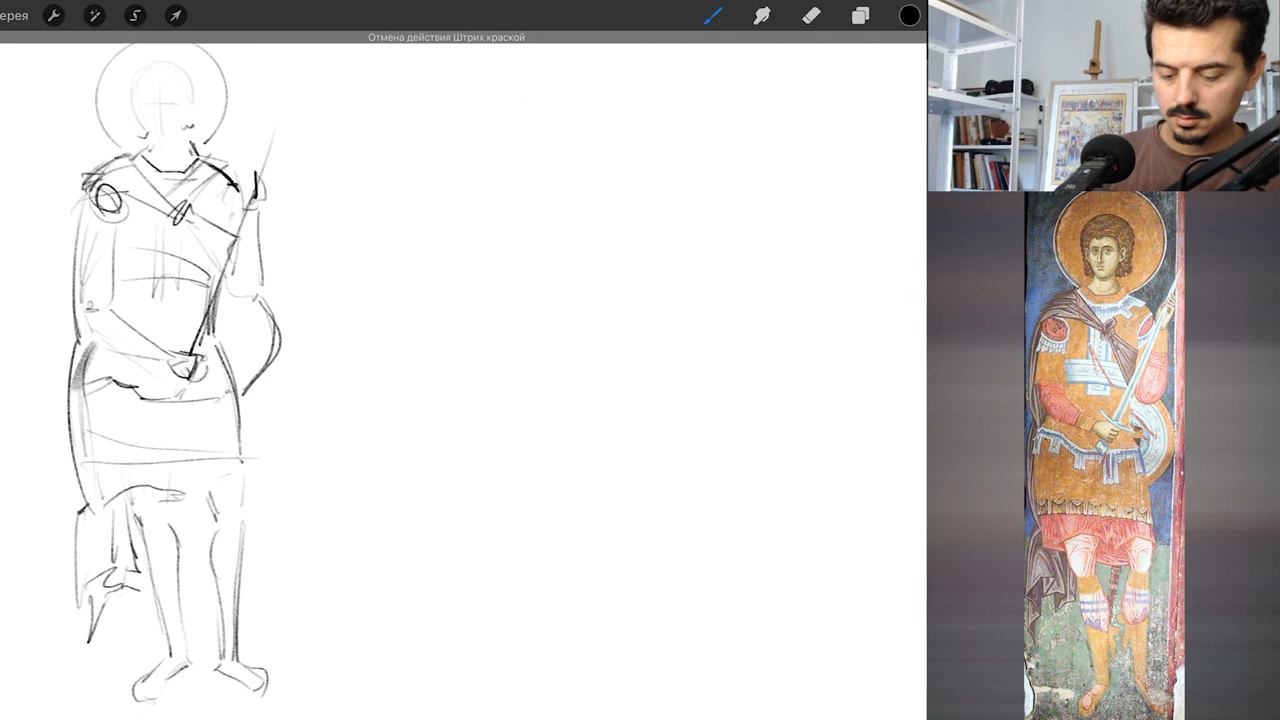 ерея
Отмена действия Штрих краской